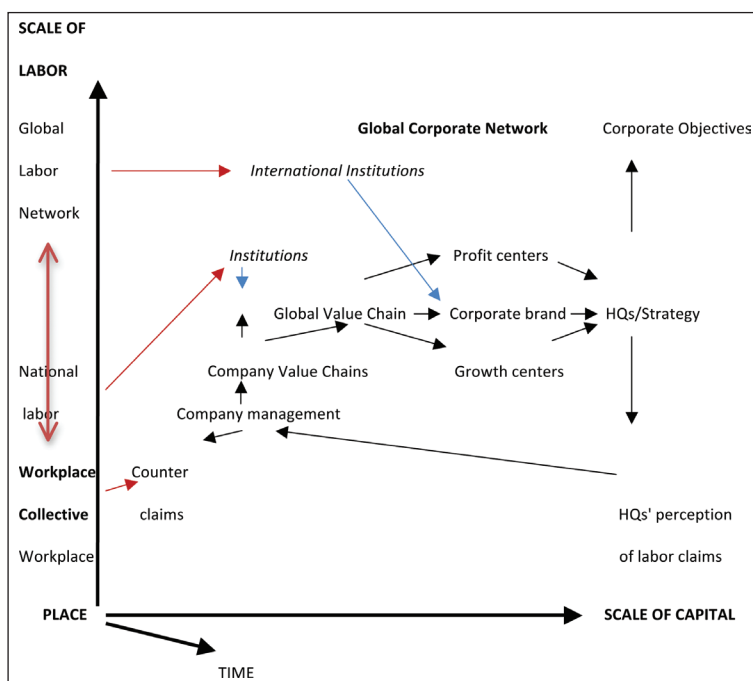 SCALE OF
LABOR
Global
Global Corporate Network
Corporate Objectives
Labor
International Institutions
Network
Institutions
Profit centers
Global Value Chain
Corporate brand
HQs/Strategy
National
Company Value Chains
Growth centers
labor
Company management
Workplace
Counter
Collective
claims
HQs' perception
Workplace
of labor claims
PLACE
SCALE OF CAPITAL
TIME